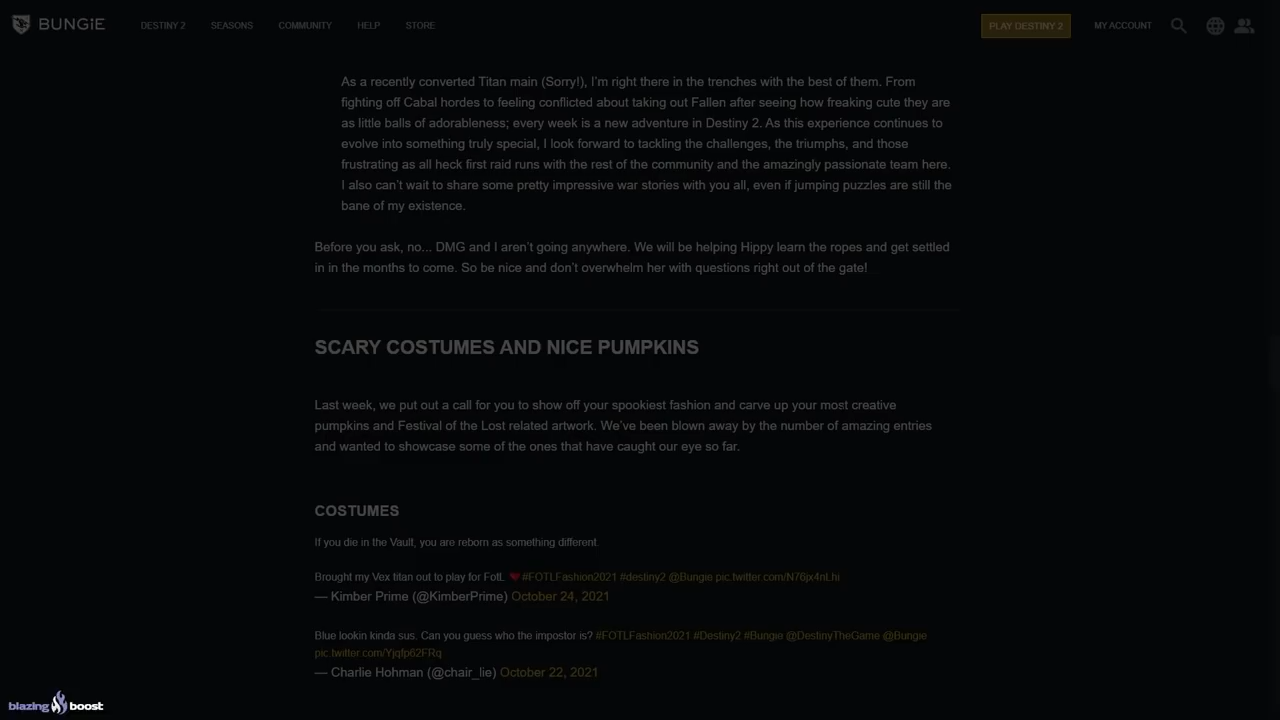 BUNGiE DESTINY 2 SEASONS COMMUNITY HELP STORE PLAY DESTINY 2 MY ACCOUNT
As a recently converted Titan main (Sorry!), I'm right there in the trenches with the best of them. From
fighting off Cabal hordes to feeling conflicted about taking out Fallen after seeing how freaking cute they are
as little balls of adorableness; every week is a new adventure in Destiny 2. As this experience continues to
evolve into something truly special, I look forward to tackling the challenges, the triumphs, and those
frustrating as all heck first raid runs with the rest of the community and the amazingly passionate team here.
I also can't wait to share some pretty impressive war stories with you all, even if jumping puzzles are still the
bane of my existence.
Before you ask, no... DMG and I aren't going anywhere. We will be helping Hippy learn the ropes and get settled
in in the months to come. So be nice and don't overwhelm her with questions right out of the gate!
SCARY COSTUMES AND NICE PUMPKINS
Last week, we put out a call for you to show off your spookiest fashion and carve up your most creative
pumpkins and Festival of the Lost related artwork. We've been blown away by the number of amazing entries
and wanted to showcase some of the ones that have caught our eye so far.
COSTUMES
If you die in the Vault, you are reborn as something different.
Brought my Vex titan out to play for FotL ❤#FOTLFashion2021 #destiny2 @Bungie pic.twitter.com/N76jx4nLhi
— Kimber Prime (@KimberPrime) October 24, 2021
Blue lookin kinda sus. Can you guess who the impostor is? #FOTLFashion2021 #Destiny2 #Bungie @DestinyTheGame @Bungie
pic.twitter.com/Yjqfp62FRq
— Charlie Hohman (@chair_lie) October 22, 2021
blazing boost